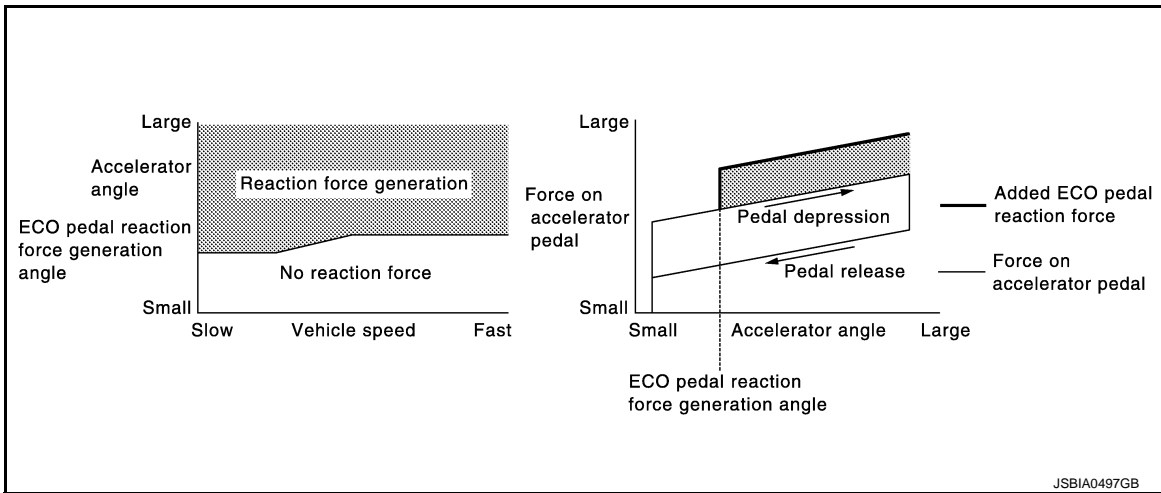 Large
Accelerator
angle
Reaction force generation
ECO pedal reaction
force generation
angle
No reaction force
Small
Slow
Vehicle speed
Fast
Large
Force on
accelerator
pedal
Pedal depression
Pedal release
Small
Small
Accelerator angle
Large
ECO pedal reaction
force generation angle
Added ECO pedal
reaction force
Force on
accelerator pedal
JSBIA0497GB